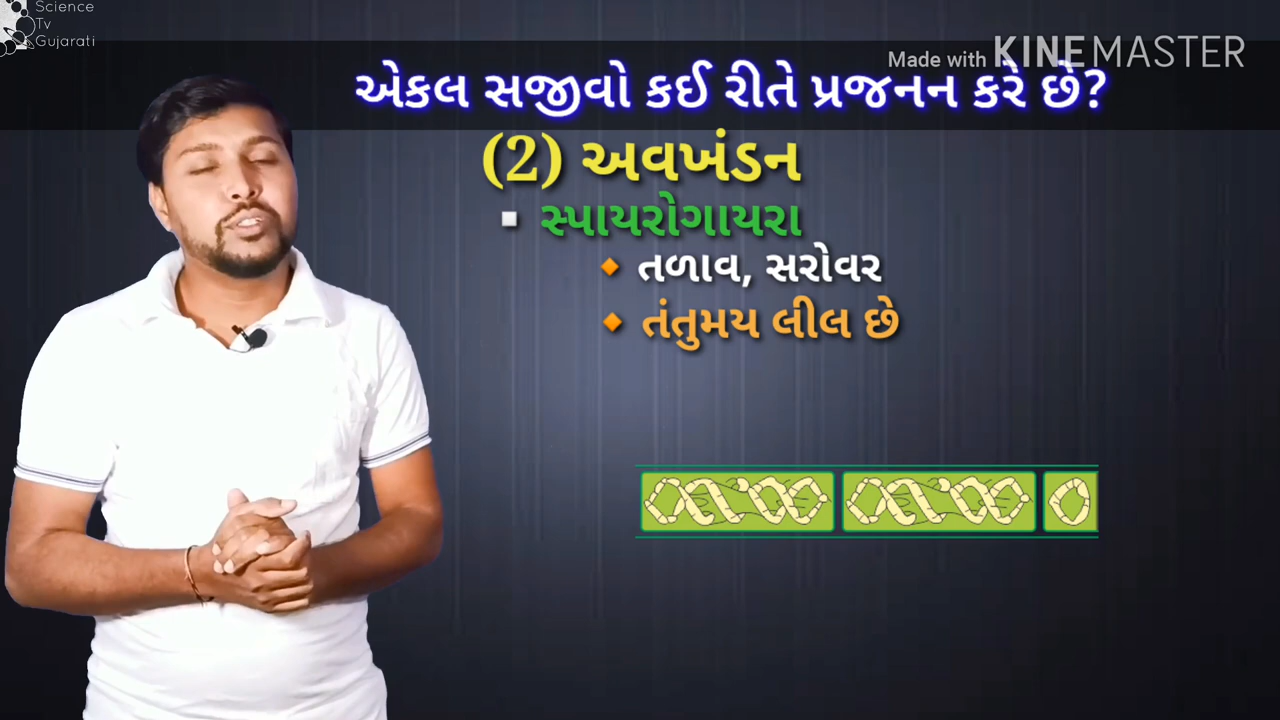 Science
Tv
Gujarati
Made with KINEMASTER
એકલ સજીવો કઈ રીતે પ્રજનન કરે છે?
(2) અવખંડન
▫ સ્પાયરોગાયરા
🔸 તળાવ, સરોવર
🔸 તંતુમય લીલ છે